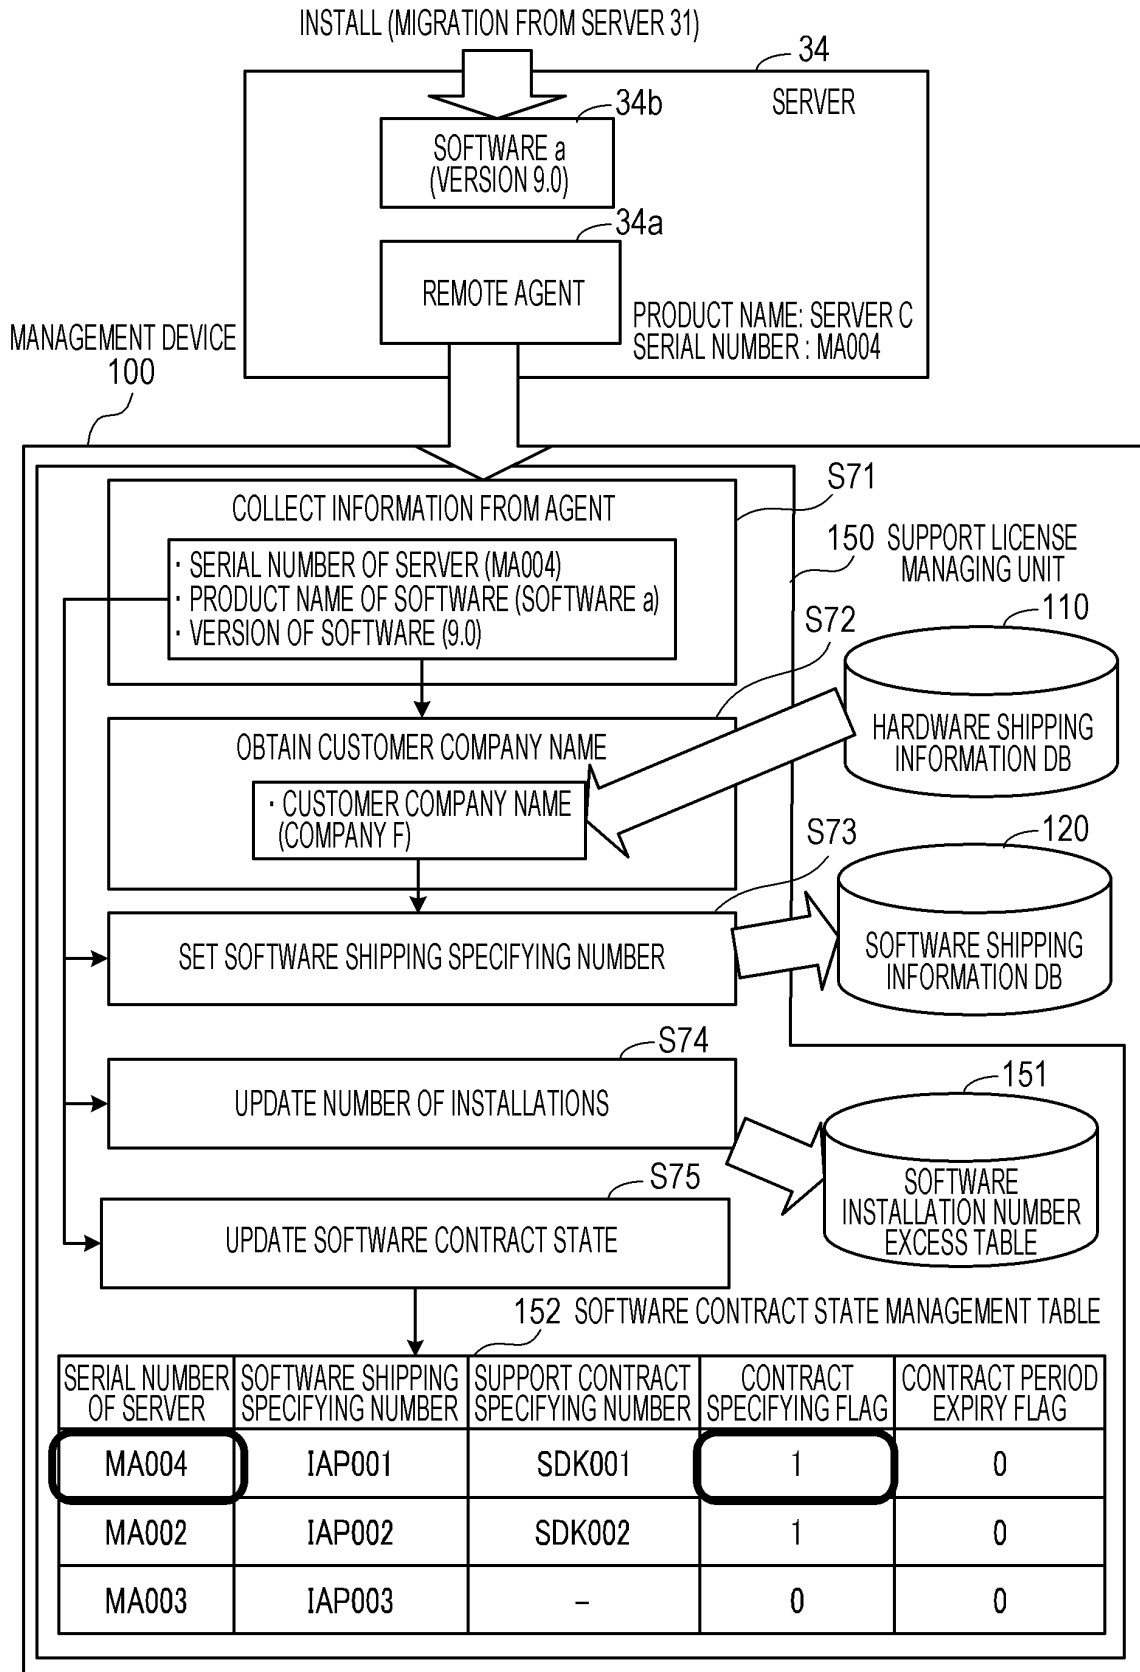 INSTALL (MIGRATION FROM SERVER 31)
34
SERVER
34b
SOFTWARE a
(VERSION 9.0)
34a
REMOTE AGENT
PRODUCT NAME: SERVER C
SERIAL NUMBER : MA004
MANAGEMENT DEVICE
100
S71
COLLECT INFORMATION FROM AGENT
· SERIAL NUMBER OF SERVER (MA004)
· PRODUCT NAME OF SOFTWARE (SOFTWARE a)
· VERSION OF SOFTWARE (9.0)
150 SUPPORT LICENSE
MANAGING UNIT
S72
110
HARDWARE SHIPPING
INFORMATION DB
OBTAIN CUSTOMER COMPANY NAME
· CUSTOMER COMPANY NAME
(COMPANY F)
S73
120
SOFTWARE SHIPPING
INFORMATION DB
SET SOFTWARE SHIPPING SPECIFYING NUMBER
S74
UPDATE NUMBER OF INSTALLATIONS
151
SOFTWARE
INSTALLATION NUMBER
EXCESS TABLE
S75
UPDATE SOFTWARE CONTRACT STATE
152 SOFTWARE CONTRACT STATE MANAGEMENT TABLE
SERIAL NUMBER
OF SERVER
SOFTWARE SHIPPING
SPECIFYING NUMBER
SUPPORT CONTRACT
SPECIFYING NUMBER
CONTRACT
SPECIFYING FLAG
CONTRACT PERIOD
EXPIRY FLAG
MA004 IAP001 SDK001 1 0
MA002 IAP002 SDK002 1 0
MA003 IAP003 – 0 0